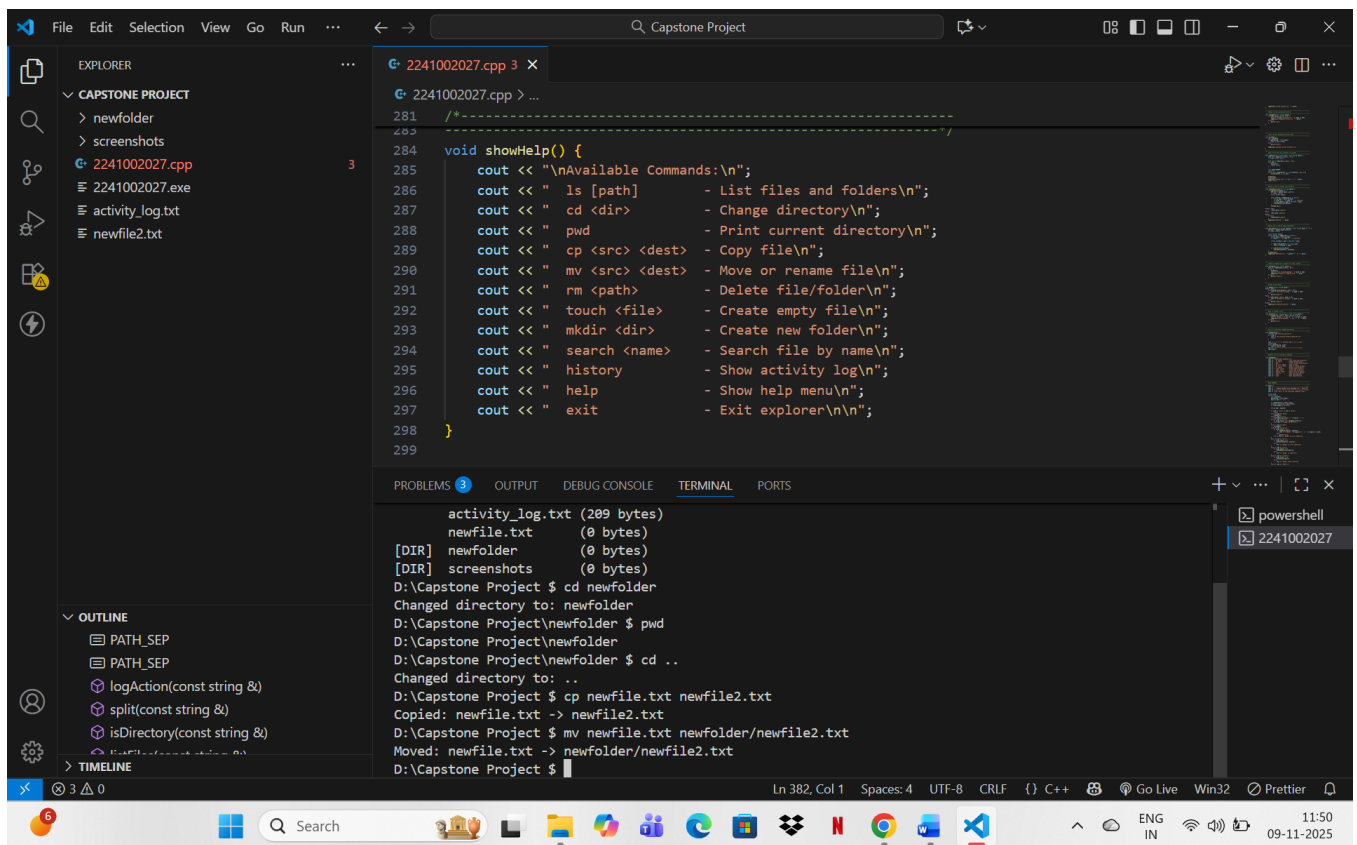 File Edit Selection View Go Run ··· Capstone Project
EXPLORER
CAPSTONE PROJECT
newfolder
screenshots
2241002027.cpp 3
2241002027.exe
activity_log.txt
newfile2.txt
OUTLINE
PATH_SEP
PATH_SEP
logAction(const string &)
split(const string &)
isDirectory(const string &)
TIMELINE
2241002027.cpp 3
2241002027.cpp > ...
281 /*------------------------------------------------------------
283 ------------------------------------------------------------*/
284 void showHelp() {
285     cout << "\nAvailable Commands:\n";
286     cout << "  ls [path]        - List files and folders\n";
287     cout << "  cd <dir>         - Change directory\n";
288     cout << "  pwd              - Print current directory\n";
289     cout << "  cp <src> <dest>  - Copy file\n";
290     cout << "  mv <src> <dest>  - Move or rename file\n";
291     cout << "  rm <path>        - Delete file/folder\n";
292     cout << "  touch <file>     - Create empty file\n";
293     cout << "  mkdir <dir>      - Create new folder\n";
294     cout << "  search <name>    - Search file by name\n";
295     cout << "  history          - Show activity log\n";
296     cout << "  help             - Show help menu\n";
297     cout << "  exit             - Exit explorer\n\n";
298 }
299
PROBLEMS 3 OUTPUT DEBUG CONSOLE TERMINAL PORTS
activity_log.txt (209 bytes)
newfile.txt (0 bytes)
[DIR] newfolder (0 bytes)
[DIR] screenshots (0 bytes)
D:\Capstone Project $ cd newfolder
Changed directory to: newfolder
D:\Capstone Project\newfolder $ pwd
D:\Capstone Project\newfolder
D:\Capstone Project\newfolder $ cd ..
Changed directory to: ..
D:\Capstone Project $ cp newfile.txt newfile2.txt
Copied: newfile.txt -> newfile2.txt
D:\Capstone Project $ mv newfile.txt newfolder/newfile2.txt
Moved: newfile.txt -> newfolder/newfile2.txt
D:\Capstone Project $
powershell
2241002027
3 0 Ln 382, Col 1 Spaces: 4 UTF-8 CRLF {} C++ Go Live Win32 Prettier
6 Search ENG 11:50
IN 09-11-2025